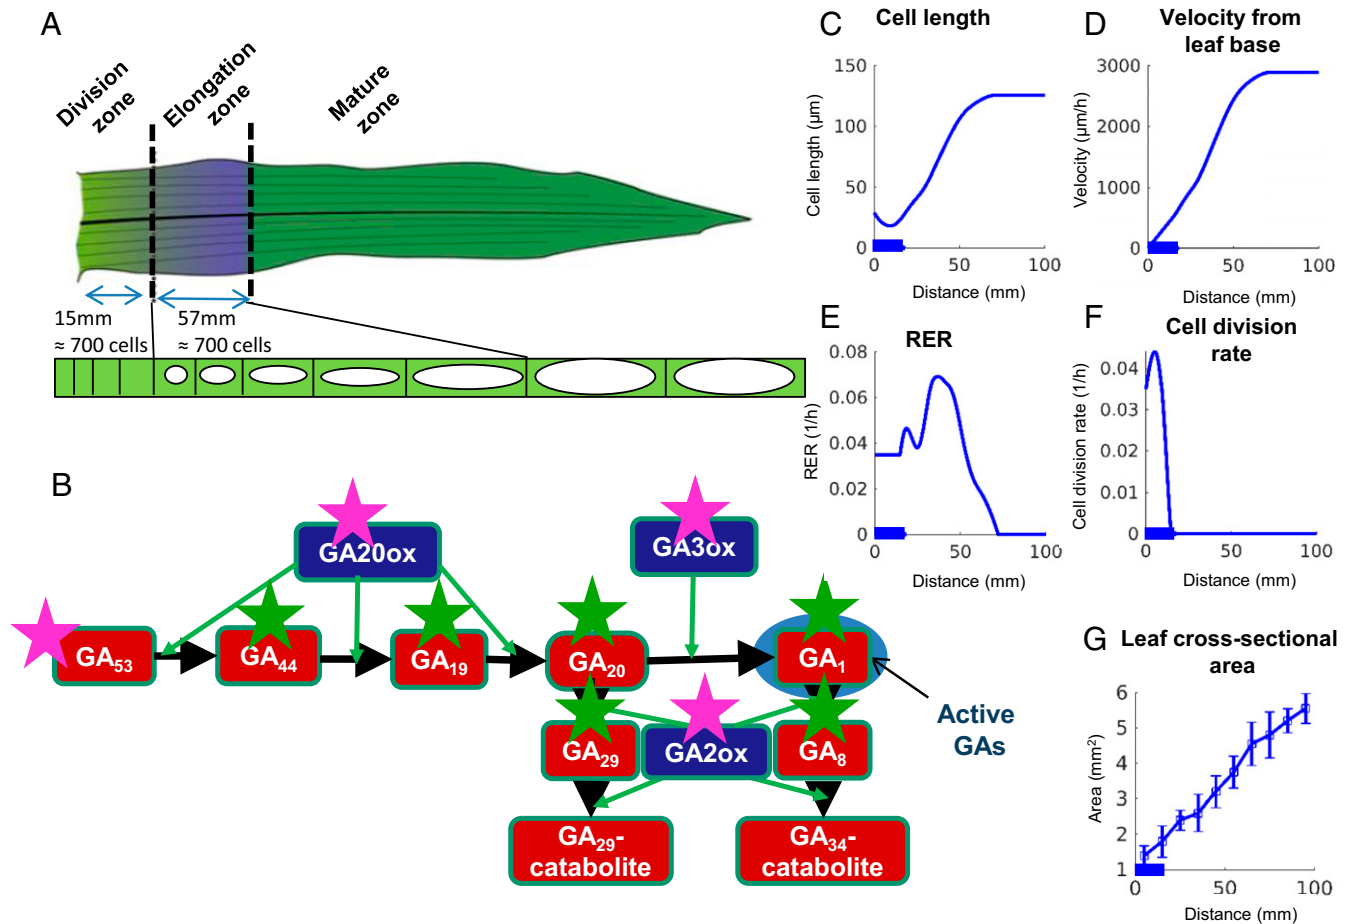 A
Division
zone
Elongation
zone
Mature
zone
15mm
≈ 700 cells
57mm
≈ 700 cells
B
GA20ox
GA3ox
GA53
GA44
GA19
GA20
GA1
GA29
GA2ox
GA8
Active
GAs
GA29-
catabolite
GA34-
catabolite
C
Cell length
Cell length (µm)
150
100
50
0
0 50 100
Distance (mm)
D
Velocity from
leaf base
Velocity (µm/h)
3000
2000
1000
0
0 50 100
Distance (mm)
E
RER
RER (1/h)
0.08
0.06
0.04
0.02
0
0 50 100
Distance (mm)
F
Cell division
rate
Cell division rate (1/h)
0.04
0.03
0.02
0.01
0
0 50 100
Distance (mm)
G
Leaf cross-sectional
area
Area (mm2)
6
5
4
3
2
1
0 50 100
Distance (mm)